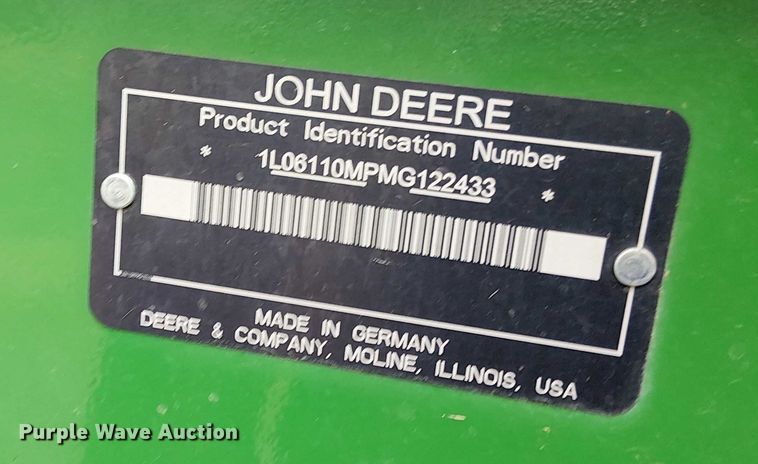 JOHN DEERE
Product Identification Number
* 1L06110MPMG122433 *
MADE IN GERMANY
DEERE & COMPANY, MOLINE, ILLINOIS, USA
Purple Wave Auction